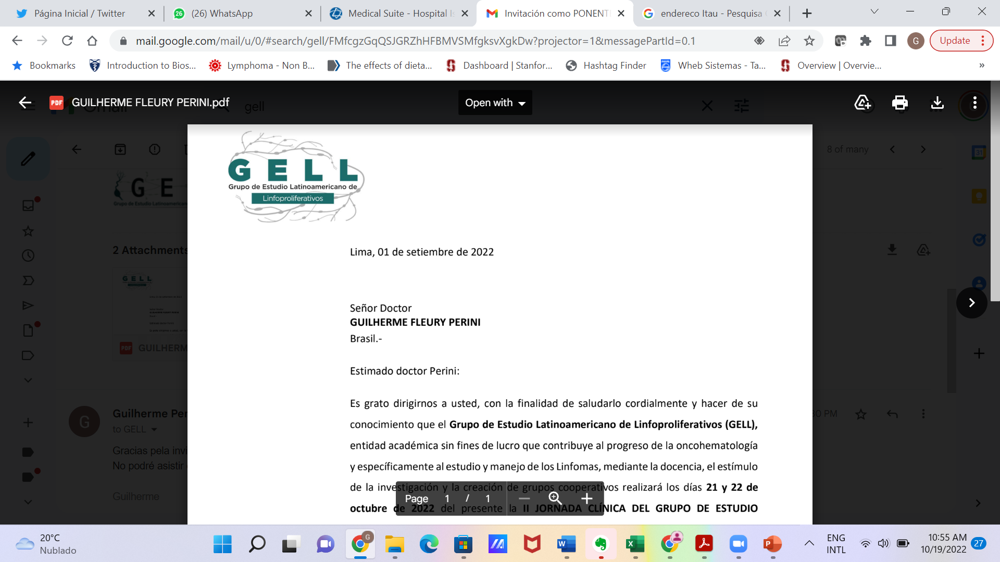 Página Inicial / Twitter
(26) WhatsApp
Medical Suite - Hospital Is
Invitación como PONENT
endereco Itau - Pesquisa
mail.google.com/mail/u/0/#search/gell/FMfcgzGqQSJGRZhHFBMVSMfgksvXgkDw?projector=1&messagePartId=0.1
G
Update
Bookmarks
Introduction to Bios...
Lymphoma - Non B...
The effects of dieta...
Dashboard | Stanfor...
Hashtag Finder
Wheb Sistemas - Ta...
Overview | Overvie...
»
PDF GUILHERME FLEURY PERINI.pdf
gell
Open with
8 of many
GELL
Grupo de Estudio Latinoamericano de
Linfoproliferativos
G E
Grupo de Estudio Latinoamericano
2 Attachments
GELL
PDF GUILHERM
Lima, 01 de setiembre de 2022
Señor Doctor
GUILHERME FLEURY PERINI
Brasil.-
Estimado doctor Perini:
Es grato dirigirnos a usted, con la finalidad de saludarlo cordialmente y hacer de su
conocimiento que el Grupo de Estudio Latinoamericano de Linfoproliferativos (GELL),
entidad académica sin fines de lucro que contribuye al progreso de la oncohematología
y específicamente al estudio y manejo de los Linfomas, mediante la docencia, el estímulo
de la investigación y la creación de grupos cooperativos realizará los días 21 y 22 de
octubre de 2022 del presente la II JORNADA CLÍNICA DEL GRUPO DE ESTUDIO
Page 1 / 1
G
Guilherme Per
to GELL
30 PM
Gracias pela invi
No podré asistir
Guilherme
31
20°C
Nublado
ENG
INTL
10:55 AM
10/19/2022
27